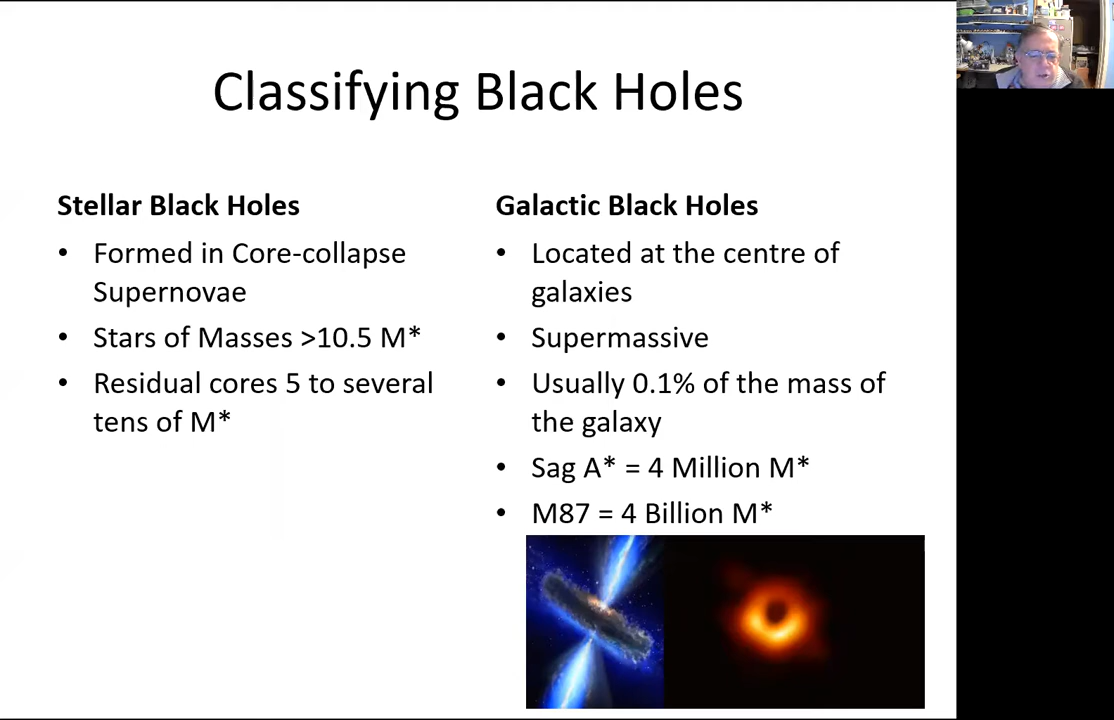 Classifying Black Holes
Stellar Black Holes
• Formed in Core-collapse
Supernovae
• Stars of Masses >10.5 M*
• Residual cores 5 to several
tens of M*
Galactic Black Holes
• Located at the centre of
galaxies
• Supermassive
• Usually 0.1% of the mass of
the galaxy
• Sag A* = 4 Million M*
• M87 = 4 Billion M*